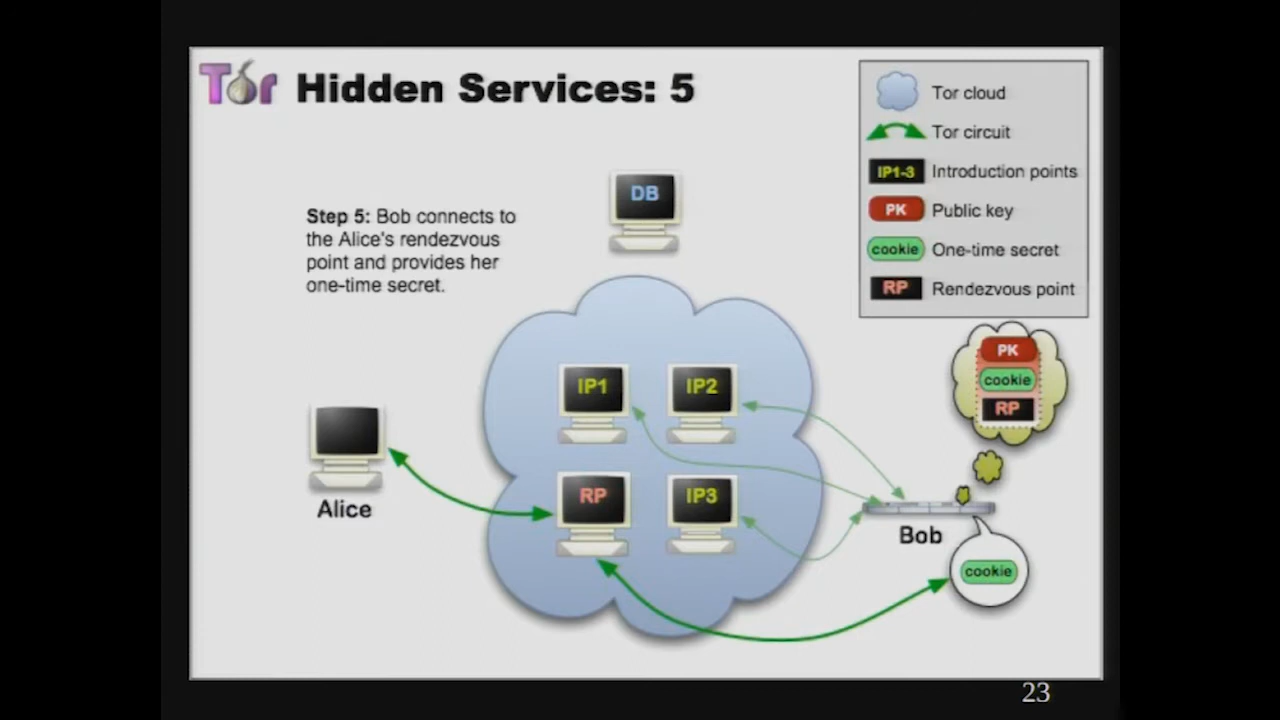 Tor Hidden Services: 5
Tor cloud
Tor circuit
IP1-3 Introduction points
PK Public key
cookie One-time secret
RP Rendezvous point
DB
Step 5: Bob connects to
the Alice's rendezvous
point and provides her
one-time secret.
PK
cookie
RP
IP1 IP2
RP IP3
Alice
Bob
cookie
23